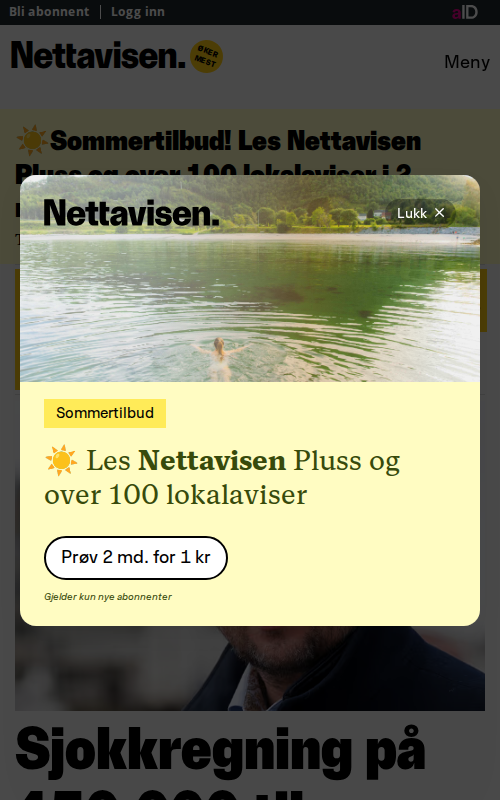 Bli abonnent | Logg inn
aID
Nettavisen.
ØKER
MEST
Meny
☀️Sommertilbud! Les Nettavisen
Pluss og over 100 lokalaviser i 2
Nettavisen.
Lukk ✕
Sommertilbud
☀️ Les Nettavisen Pluss og
over 100 lokalaviser
Prøv 2 md. for 1 kr
Gjelder kun nye abonnenter
Sjokkregning på